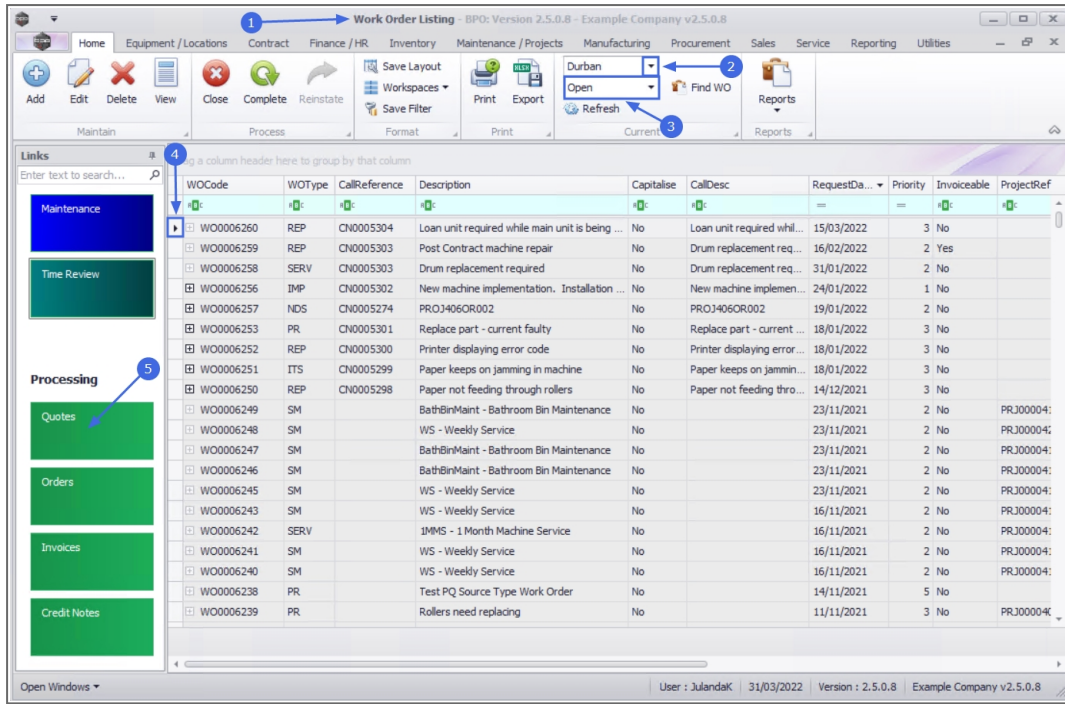 1
Work Order Listing - BPO: Version 2.5.0.8 - Example Company v2.5.0.8
Home Equipment / Locations Contract Finance / HR Inventory Maintenance / Projects Manufacturing Procurement Sales Service Reporting Utilities
Add Edit Delete View
Maintain
Close Complete Reinstate
Process
Save Layout
Workspaces
Save Filter
Format
Print Export
Print
Durban
2
Open
Find WO
Refresh
3
Current
Reports
Reports
Links
Enter text to search...
Maintenance
Time Review
Processing
5
Quotes
Orders
Invoices
Credit Notes
4
a column header here to group by that column
WOCode WOType CallReference Description Capitalise CallDesc RequestDa... Priority Invoiceable ProjectRef
WO0006260 REP CN0005304 Loan unit required while main unit is being ... No Loan unit required whil... 15/03/2022 3 No
WO0006259 REP CN0005303 Post Contract machine repair No Drum replacement req... 16/02/2022 2 Yes
WO0006258 SERV CN0005303 Drum replacement required No Drum replacement req... 31/01/2022 2 No
WO0006256 IMP CN0005302 New machine implementation. Installation ... No New machine implemen... 24/01/2022 1 No
WO0006257 NDS CN0005274 PROJ406OR002 No PROJ406OR002 19/01/2022 2 No
WO0006253 PR CN0005301 Replace part - current faulty No Replace part - current ... 18/01/2022 3 No
WO0006252 REP CN0005300 Printer displaying error code No Printer displaying error... 18/01/2022 3 No
WO0006251 ITS CN0005299 Paper keeps on jamming in machine No Paper keeps on jammin... 18/01/2022 3 No
WO0006250 REP CN0005298 Paper not feeding through rollers No Paper not feeding thro... 14/12/2021 3 No
WO0006249 SM BathBinMaint - Bathroom Bin Maintenance No 23/11/2021 2 No
WO0006248 SM WS - Weekly Service No 23/11/2021 2 No
WO0006247 SM BathBinMaint - Bathroom Bin Maintenance No 23/11/2021 2 No
WO0006246 SM BathBinMaint - Bathroom Bin Maintenance No 23/11/2021 2 No
WO0006245 SM WS - Weekly Service No 23/11/2021 2 No
WO0006243 SM WS - Weekly Service No 16/11/2021 2 No
WO0006242 SERV 1MMS - 1 Month Machine Service No 16/11/2021 2 No
WO0006241 SM WS - Weekly Service No 16/11/2021 2 No
WO0006240 SM WS - Weekly Service No 16/11/2021 2 No
WO0006238 PR Test PQ Source Type Work Order No 14/11/2021 5 No
WO0006239 PR Rollers need replacing No 11/11/2021 3 No
Open Windows
User : JulandaK 31/03/2022 Version : 2.5.0.8 Example Company v2.5.0.8